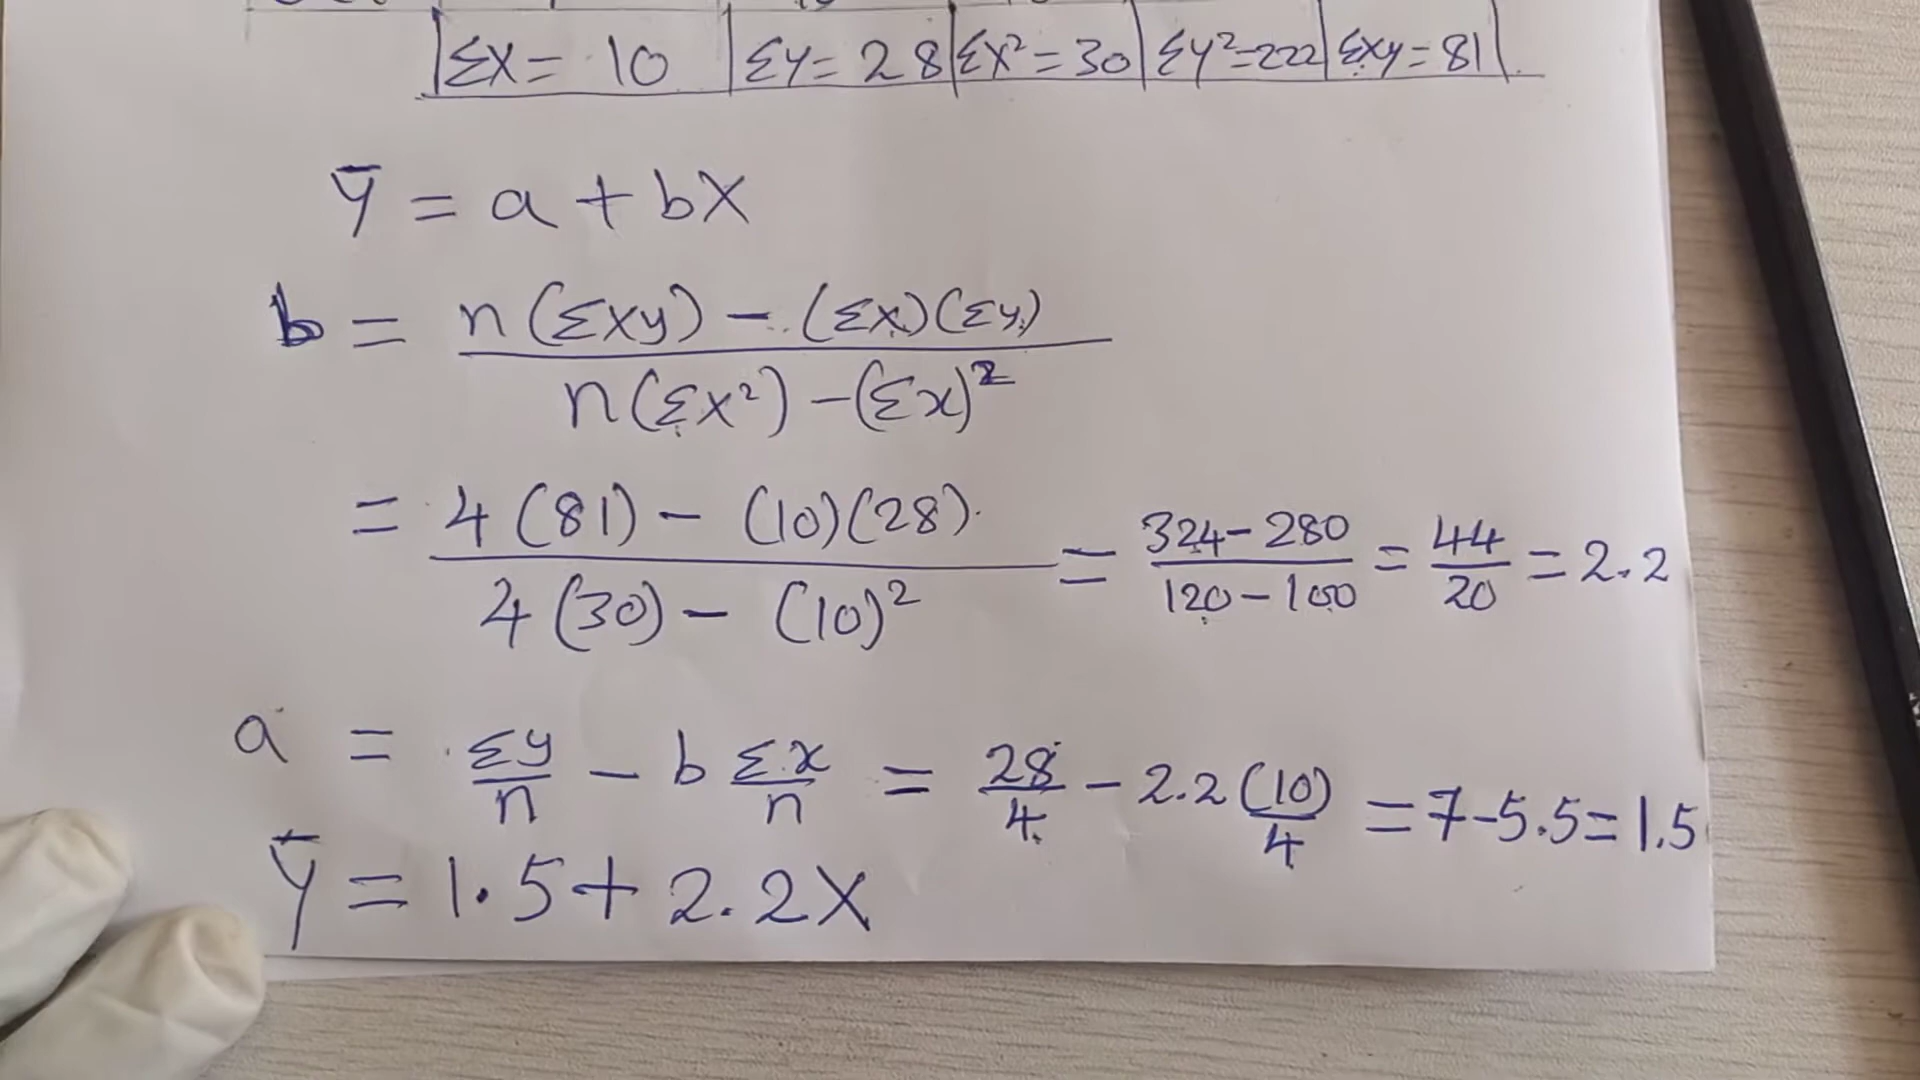 ΣX = 10 ΣY = 28 ΣX² = 30 ΣY² = 222 ΣXY = 81
Ȳ = a + bX
b = n(ΣXY) - (ΣX)(ΣY) / n(ΣX²) - (Σx)²
= 4(81) - (10)(28) / 4(30) - (10)² = 324 - 280 / 120 - 100 = 44 / 20 = 2.2
a = Σy / n - b Σx / n = 28 / 4 - 2.2 (10) / 4 = 7 - 5.5 = 1.5
Ȳ = 1.5 + 2.2X